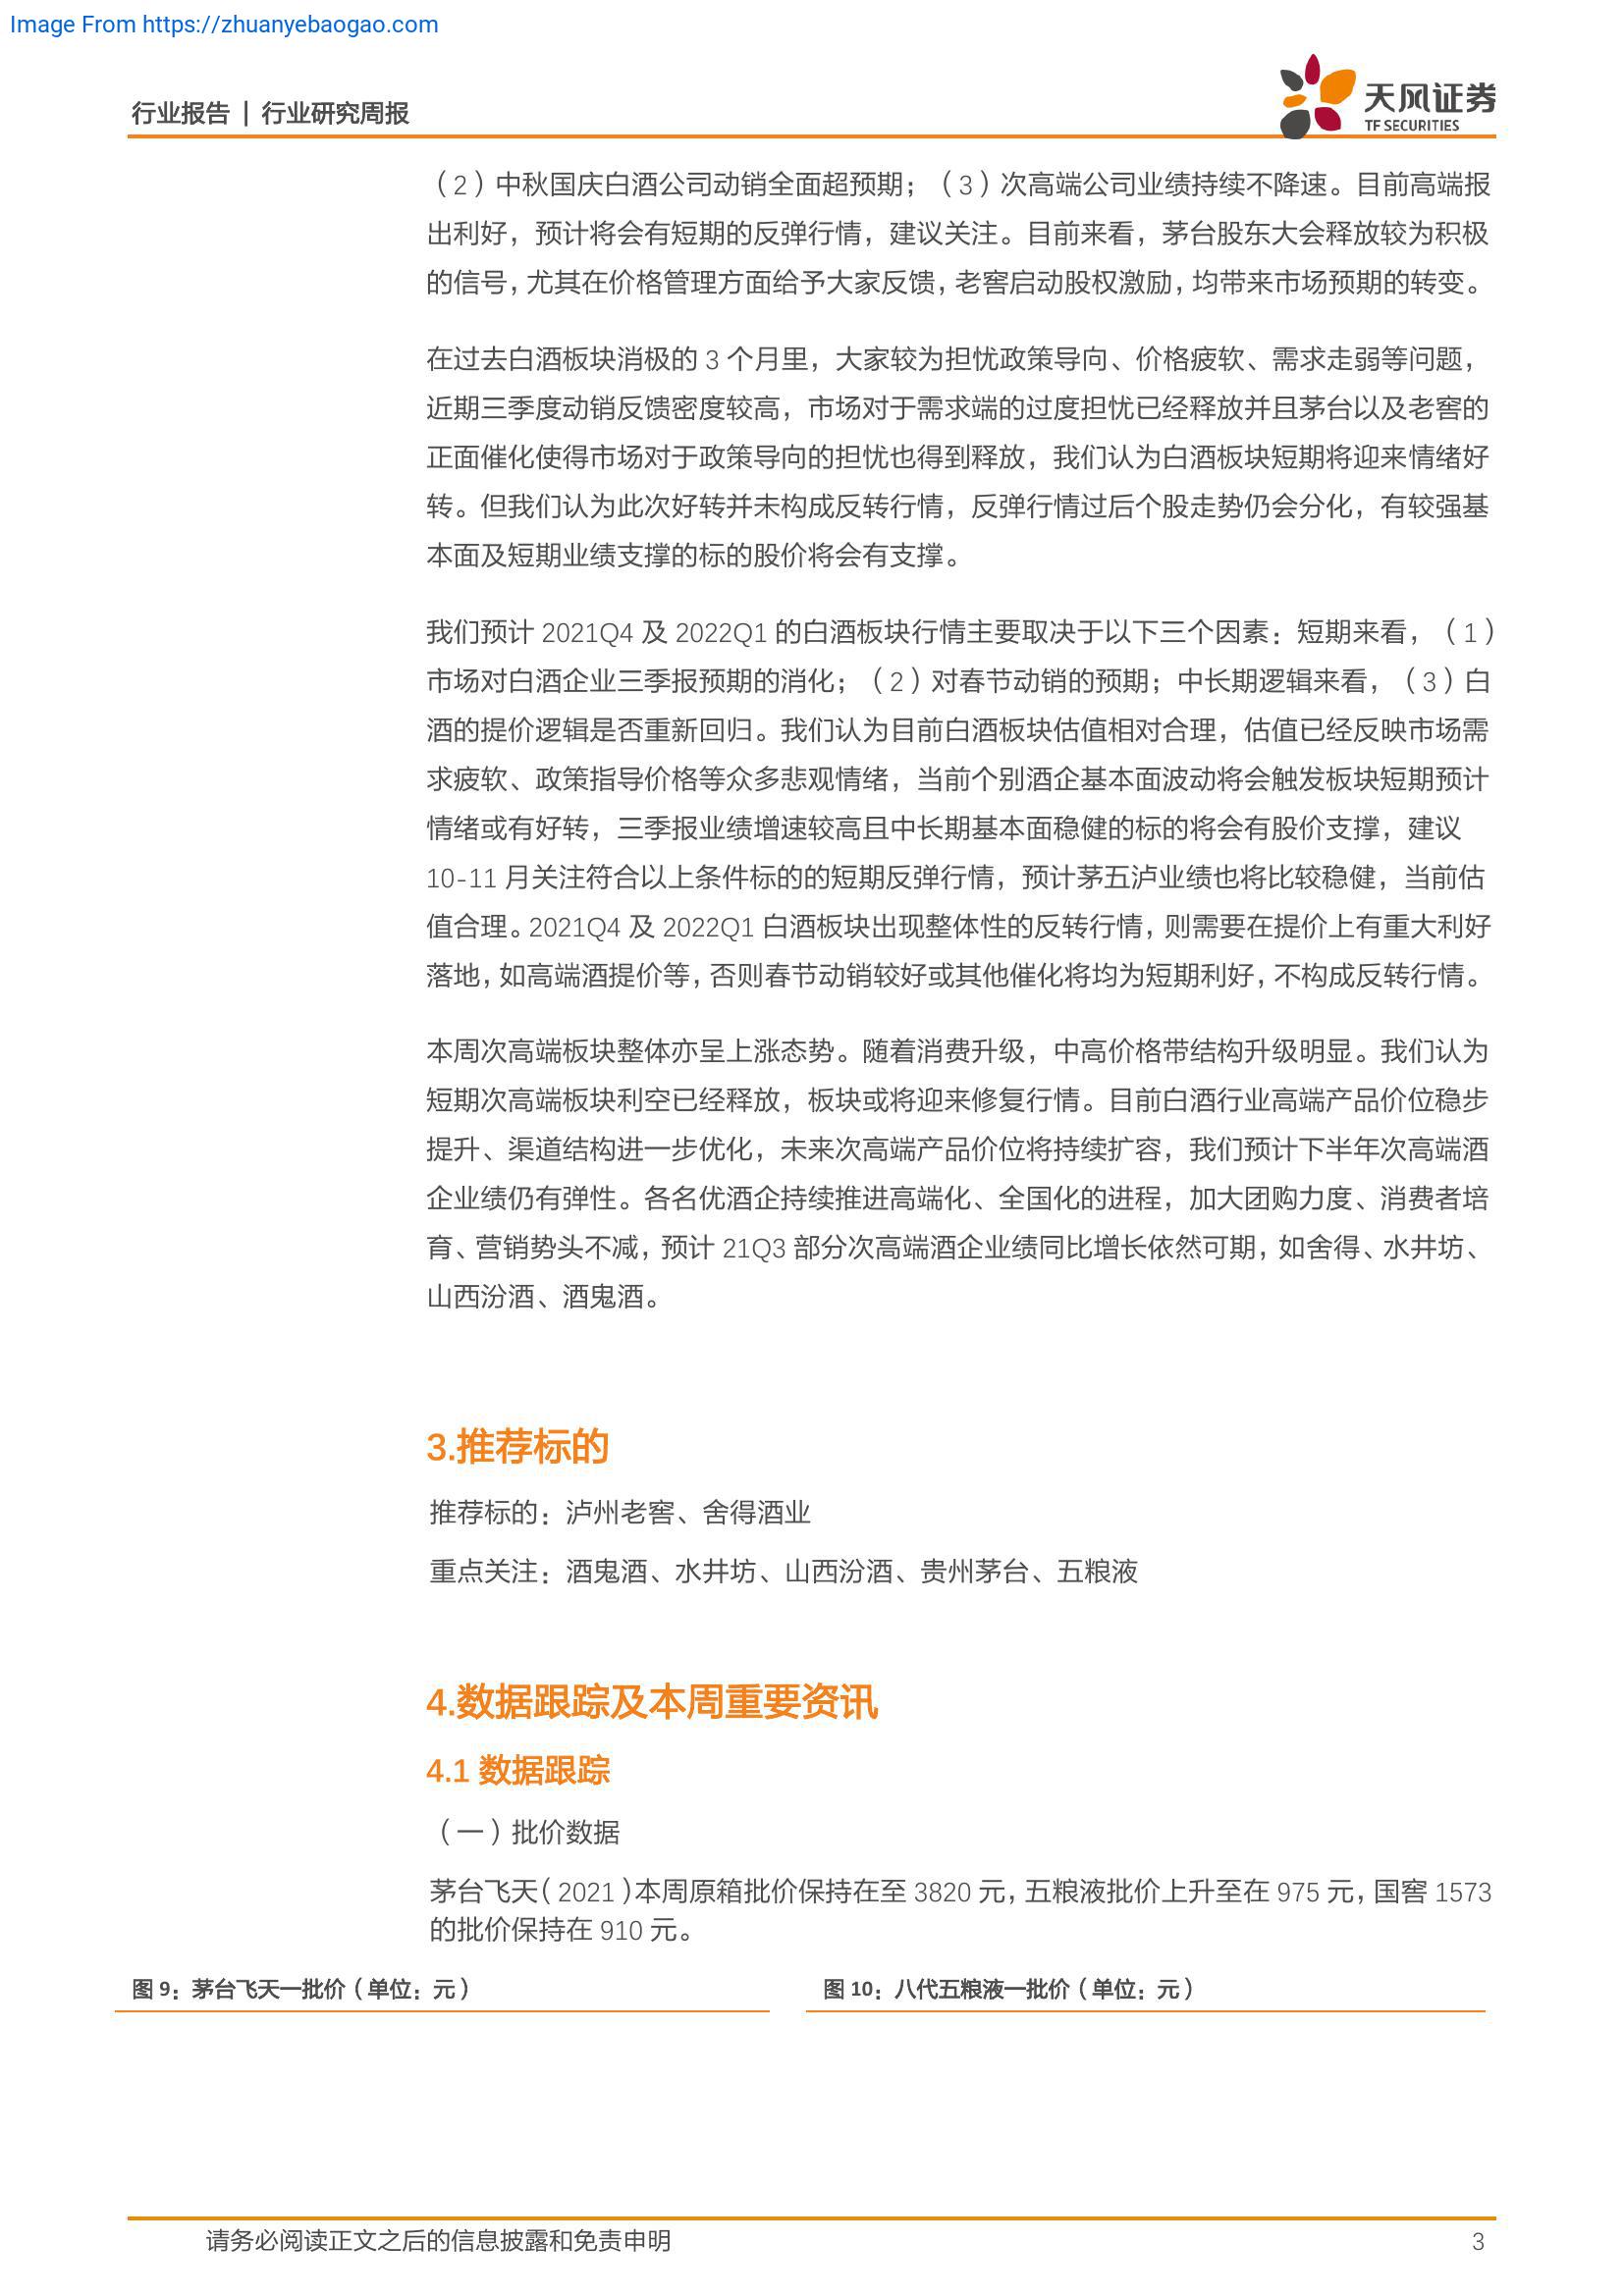 Image From https://zhuanyebaogao.com
行业报告 | 行业研究周报
天风证券
TF SECURITIES
（2）中秋国庆白酒公司动销全面超预期；（3）次高端公司业绩持续不降速。目前高端报
出利好，预计将会有短期的反弹行情，建议关注。目前来看，茅台股东大会释放较为积极
的信号，尤其在价格管理方面给予大家反馈，老窖启动股权激励，均带来市场预期的转变。
在过去白酒板块消极的 3 个月里，大家较为担忧政策导向、价格疲软、需求走弱等问题，
近期三季度动销反馈密度较高，市场对于需求端的过度担忧已经释放并且茅台以及老窖的
正面催化使得市场对于政策导向的担忧也得到释放，我们认为白酒板块短期将迎来情绪好
转。但我们认为此次好转并未构成反转行情，反弹行情过后个股走势仍会分化，有较强基
本面及短期业绩支撑的标的股价将会有支撑。
我们预计 2021Q4 及 2022Q1 的白酒板块行情主要取决于以下三个因素：短期来看，（1）
市场对白酒企业三季报预期的消化；（2）对春节动销的预期；中长期逻辑来看，（3）白
酒的提价逻辑是否重新回归。我们认为目前白酒板块估值相对合理，估值已经反映市场需
求疲软、政策指导价格等众多悲观情绪，当前个别酒企基本面波动将会触发板块短期预计
情绪或有好转，三季报业绩增速较高且中长期基本面稳健的标的将会有股价支撑，建议
10-11 月关注符合以上条件标的的短期反弹行情，预计茅五泸业绩也将比较稳健，当前估
值合理。2021Q4 及 2022Q1 白酒板块出现整体性的反转行情，则需要在提价上有重大利好
落地，如高端酒提价等，否则春节动销较好或其他催化将均为短期利好，不构成反转行情。
本周次高端板块整体亦呈上涨态势。随着消费升级，中高价格带结构升级明显。我们认为
短期次高端板块利空已经释放，板块或将迎来修复行情。目前白酒行业高端产品价位稳步
提升、渠道结构进一步优化，未来次高端产品价位将持续扩容，我们预计下半年次高端酒
企业绩仍有弹性。各名优酒企持续推进高端化、全国化的进程，加大团购力度、消费者培
育、营销势头不减，预计 21Q3 部分次高端酒企业绩同比增长依然可期，如舍得、水井坊、
山西汾酒、酒鬼酒。
3.推荐标的
推荐标的：泸州老窖、舍得酒业
重点关注：酒鬼酒、水井坊、山西汾酒、贵州茅台、五粮液
4.数据跟踪及本周重要资讯
4.1 数据跟踪
（一）批价数据
茅台飞天（2021）本周原箱批价保持在至 3820 元，五粮液批价上升至在 975 元，国窖 1573
的批价保持在 910 元。
图 9：茅台飞天一批价（单位：元）
图 10：八代五粮液一批价（单位：元）
请务必阅读正文之后的信息披露和免责申明
3